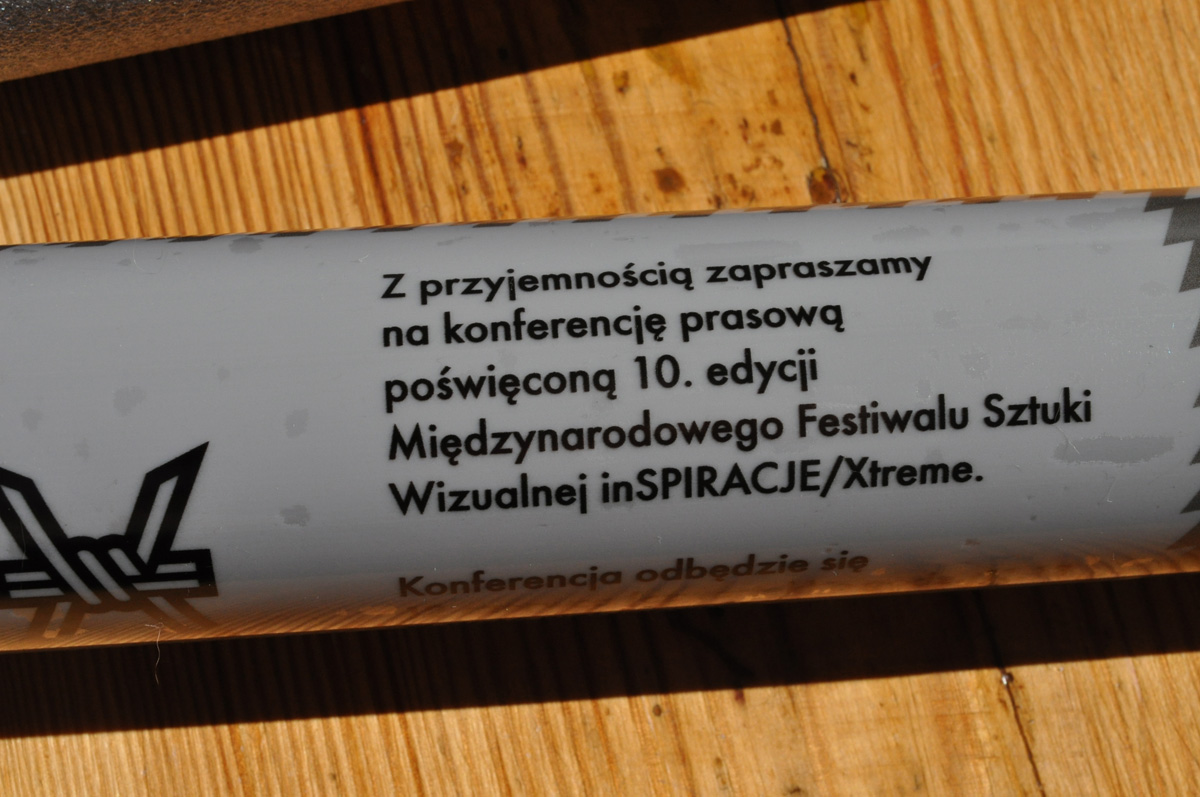 Z przyjemnością zapraszamy
na konferencję prasową
poświęconą 10. edycji
Międzynarodowego Festiwalu Sztuki
Wizualnej inSPIRACJE/Xtreme.
Konferencja odbędzie się